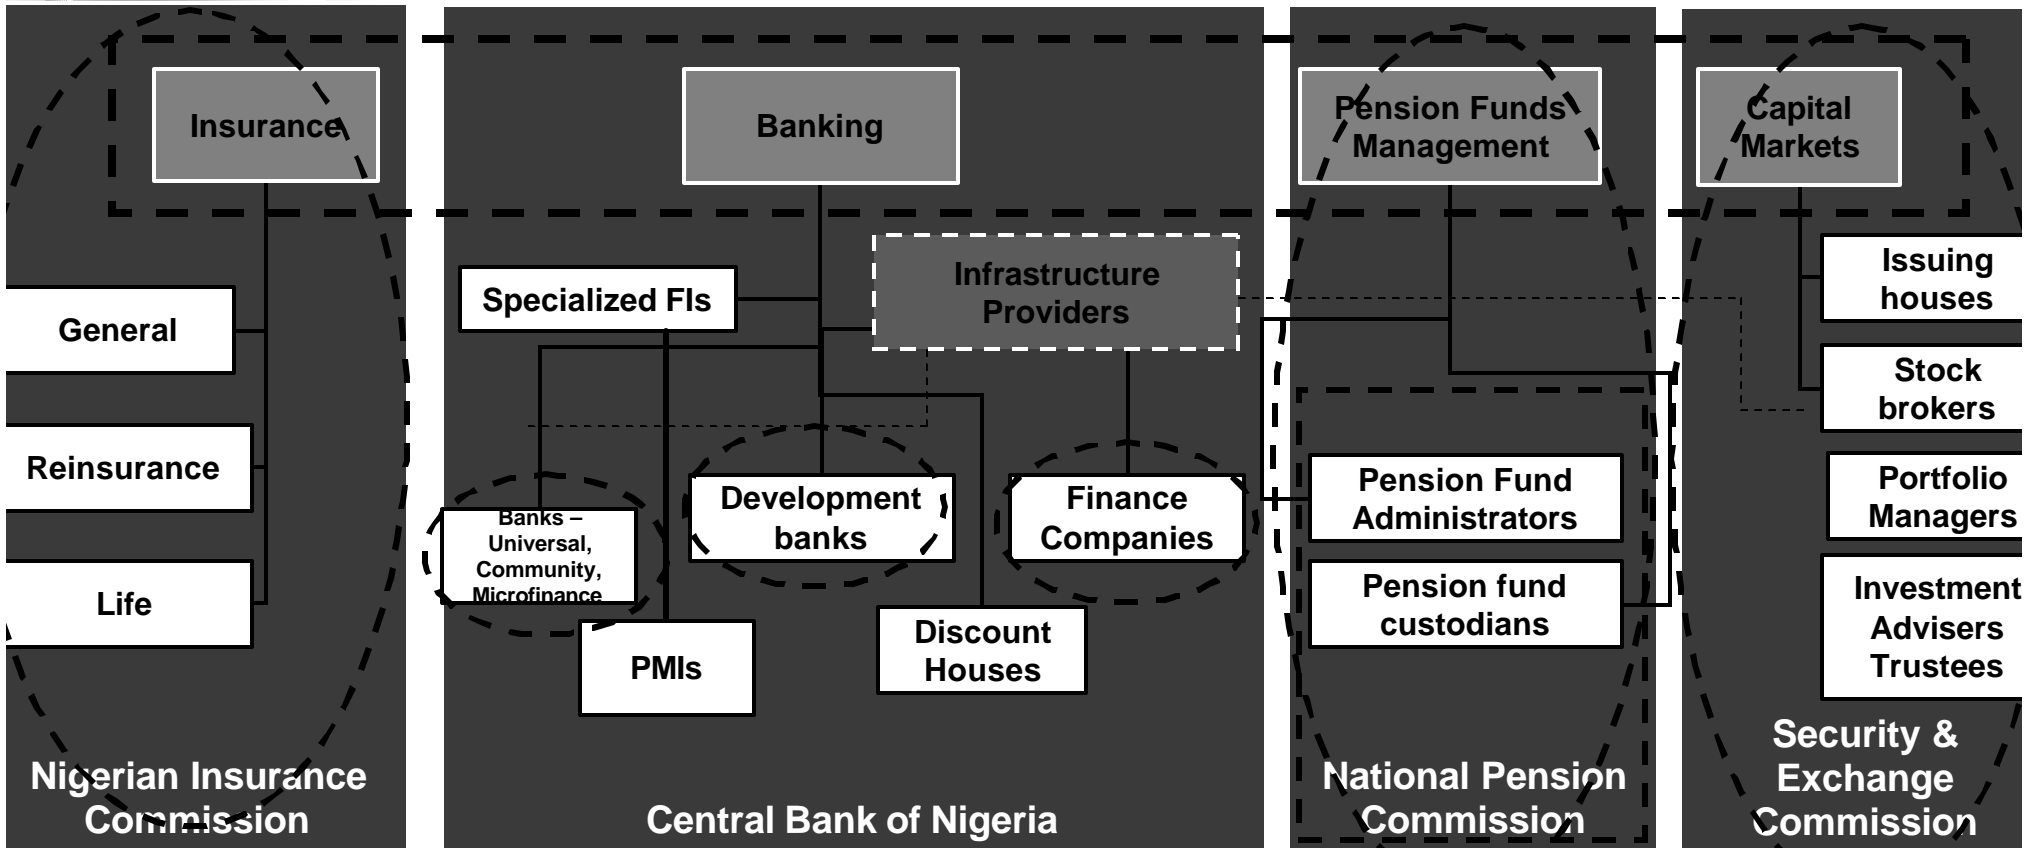 Insurance
Banking
Pension Funds
Management
Capital
Markets
Infrastructure
Providers
Specialized FIs
General
Reinsurance
Life
Banks –
Universal,
Community,
Microfinance
Development
banks
Finance
Companies
PMIs
Discount
Houses
Pension Fund
Administrators
Pension fund
custodians
Issuing
houses
Stock
brokers
Portfolio
Managers
Investment
Advisers
Trustees
Nigerian Insurance
Commission
Central Bank of Nigeria
National Pension
Commission
Security &
Exchange
Commission